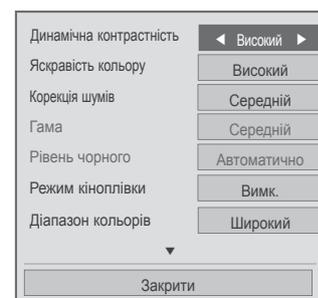 Динамічна контрастність ◄ Високий ►
Яскравість кольору Високий
Корекція шумів Середній
Гама Середній
Рівень чорного Автоматично
Режим кіноплівки Вимк.
Діапазон кольорів Широкий
▼
Закрити